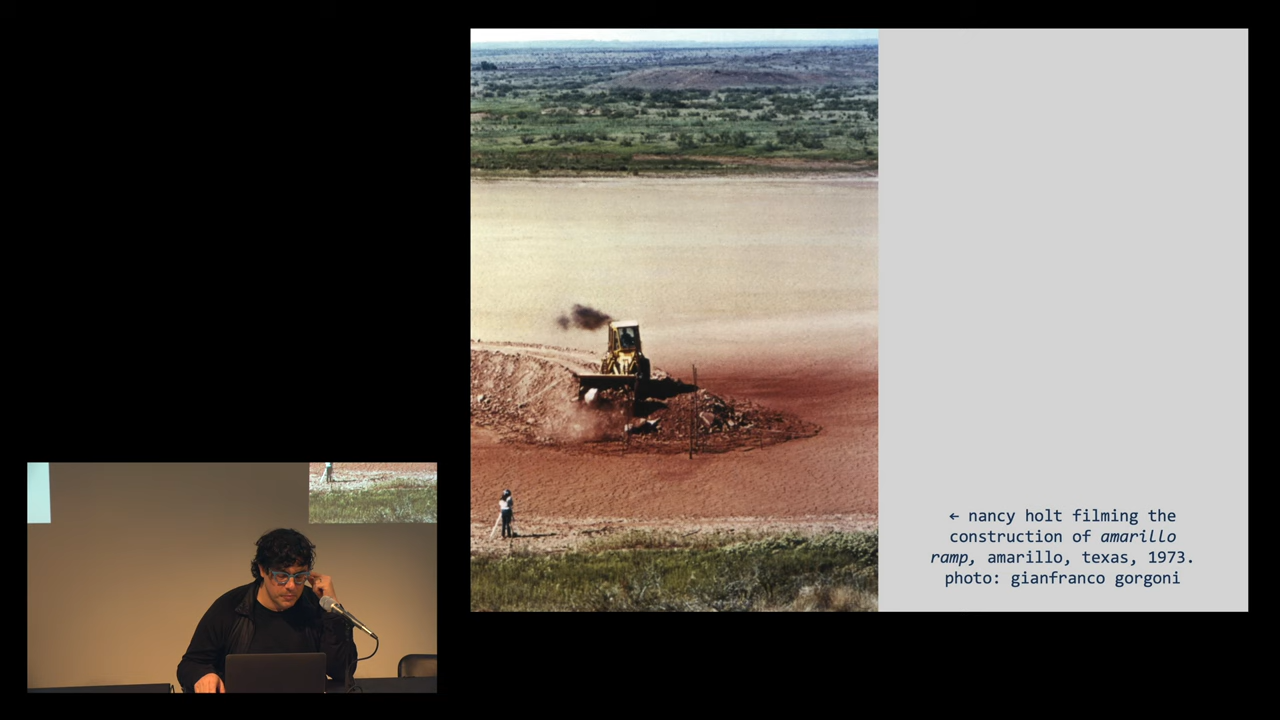 ← nancy holt filming the
construction of amarillo
ramp, amarillo, texas, 1973.
photo: gianfranco gorgoni